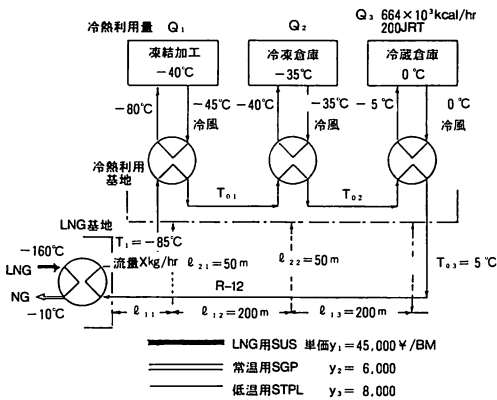 冷熱利用量 Q₁ Q₂ Q₃ 664×10³kcal/hr
200JRT
凍結加工 冷凍倉庫 冷蔵倉庫
−40℃ −35℃ 0℃
−80℃ −45℃ −40℃ −35℃ −5℃ 0℃
冷風 冷風 冷風
冷熱利用
基地
T₀₁ T₀₂
LNG基地
−160℃ T₁=−85℃ T₀₃=5℃
LNG 流量Xkg/hr ℓ₂₁=50m ℓ₂₂=50m
NG R-12
−10℃ ℓ₁₁ ℓ₁₂=200m ℓ₁₃=200m
LNG用SUS 単価y₁=45,000¥/BM
常温用SGP y₂=6,000
低温用STPL y₃=8,000